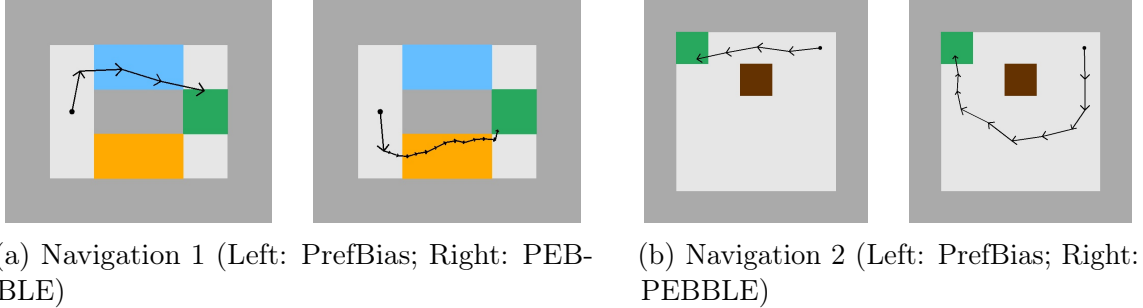 a) Navigation 1 (Left: PrefBias; Right: PEB-
BLE)
(b) Navigation 2 (Left: PrefBias; Right:
PEBBLE)